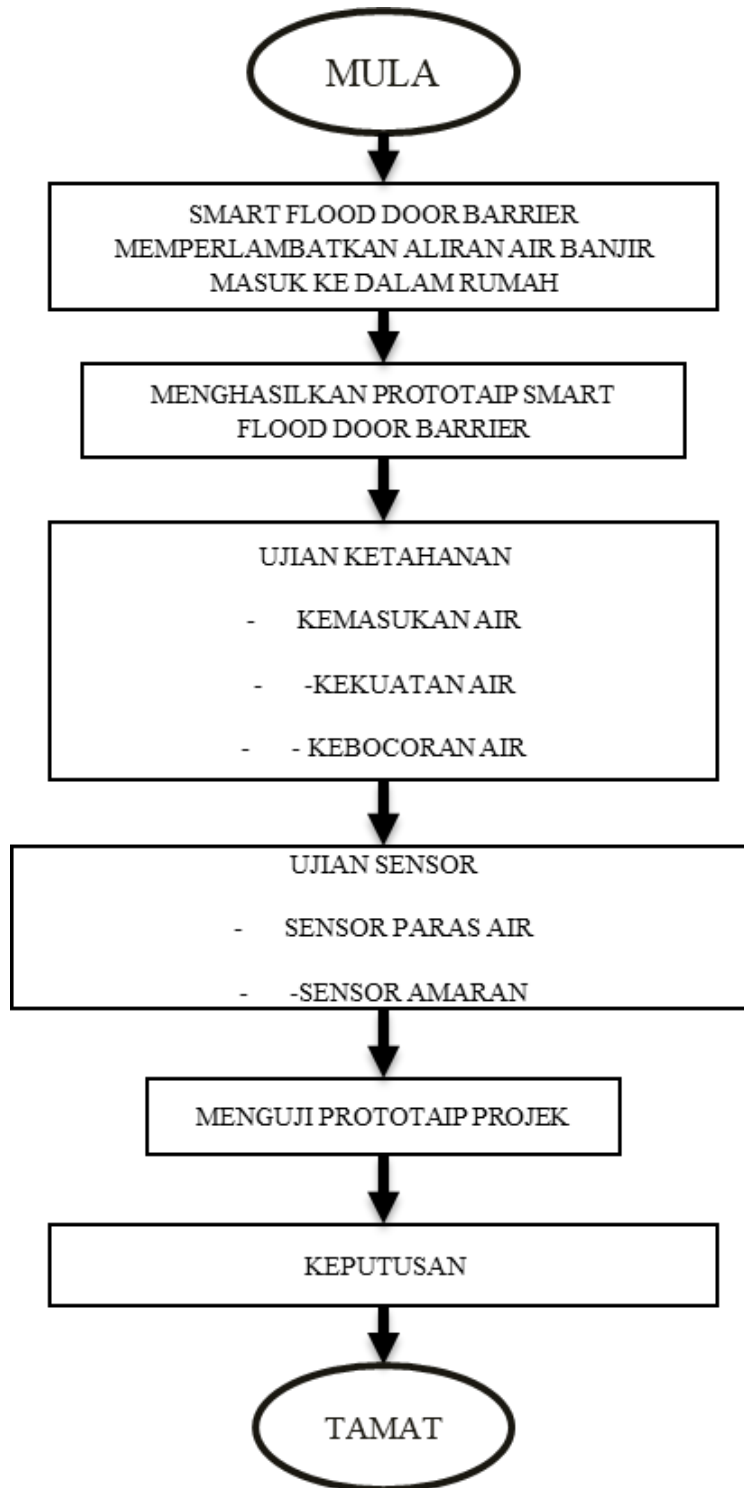 MULA
SMART FLOOD DOOR BARRIER
MEMPERLAMBATKAN ALIRAN AIR BANJIR
MASUK KE DALAM RUMAH
MENGHASILKAN PROTOTAIP SMART
FLOOD DOOR BARRIER
UJIAN KETAHANAN
- KEMASUKAN AIR
- -KEKUATAN AIR
- - KEBOCORAN AIR
UJIAN SENSOR
- SENSOR PARAS AIR
- -SENSOR AMARAN
MENGUJI PROTOTAIP PROJEK
KEPUTUSAN
TAMAT